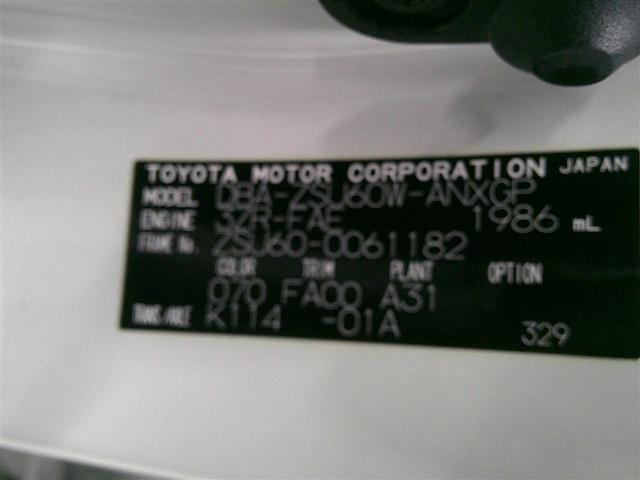 TOYOTA MOTOR CORPORATION JAPAN
MODEL DBA-ZSU60W-ANXGP
ENGINE 3ZR-FAE 1986 mL
FRAME No. ZSU60-0061182
COLOR TRIM PLANT OPTION
070 FA00 A31
TRANS/AXLE K114 -01A 329